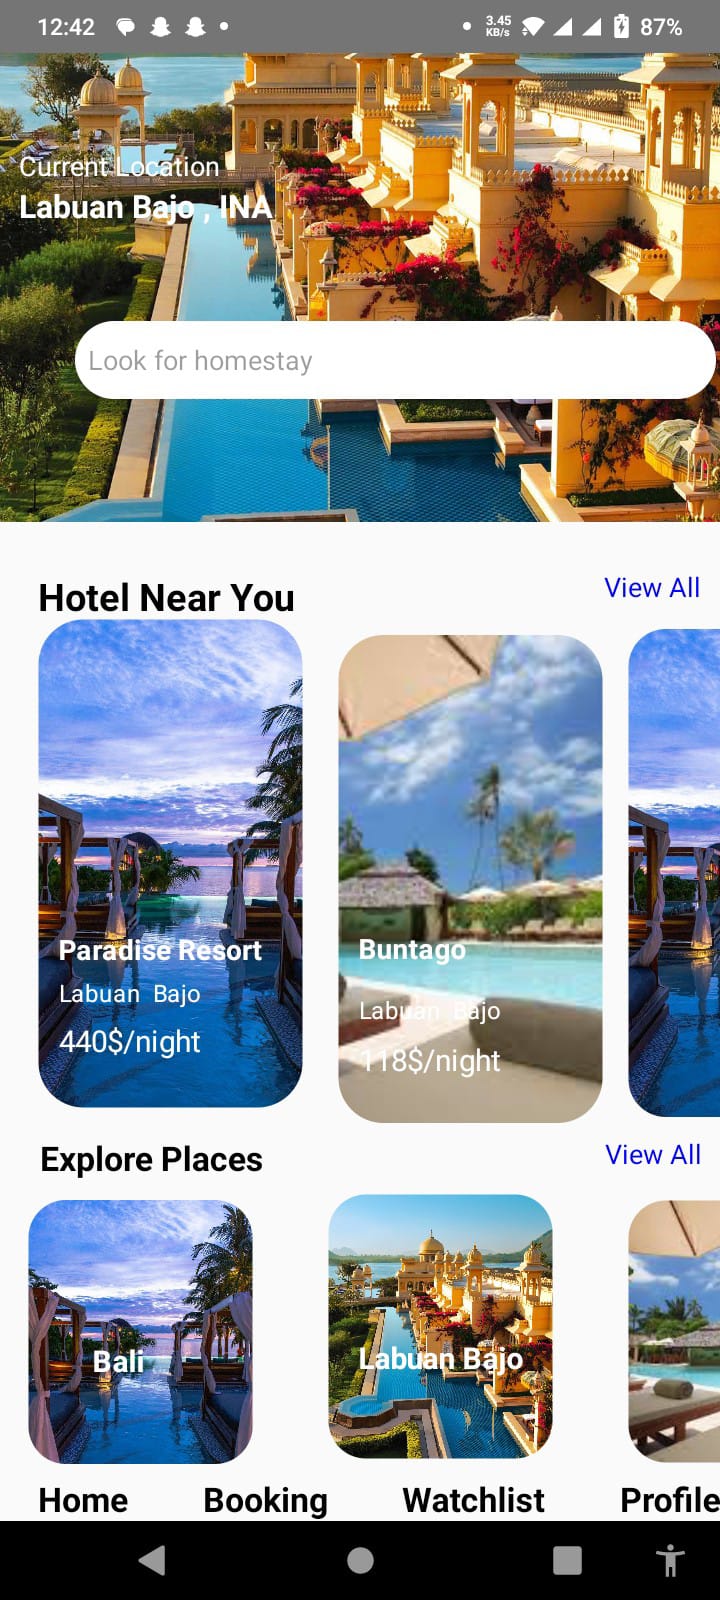 12:42
3.45
KB/s
87%
Current Location
Labuan Bajo , INA
Look for homestay
Hotel Near You
View All
Paradise Resort
Labuan  Bajo
440$/night
Buntago
Labuan  Bajo
118$/night
Explore Places
View All
Bali
Labuan Bajo
Home
Booking
Watchlist
Profile